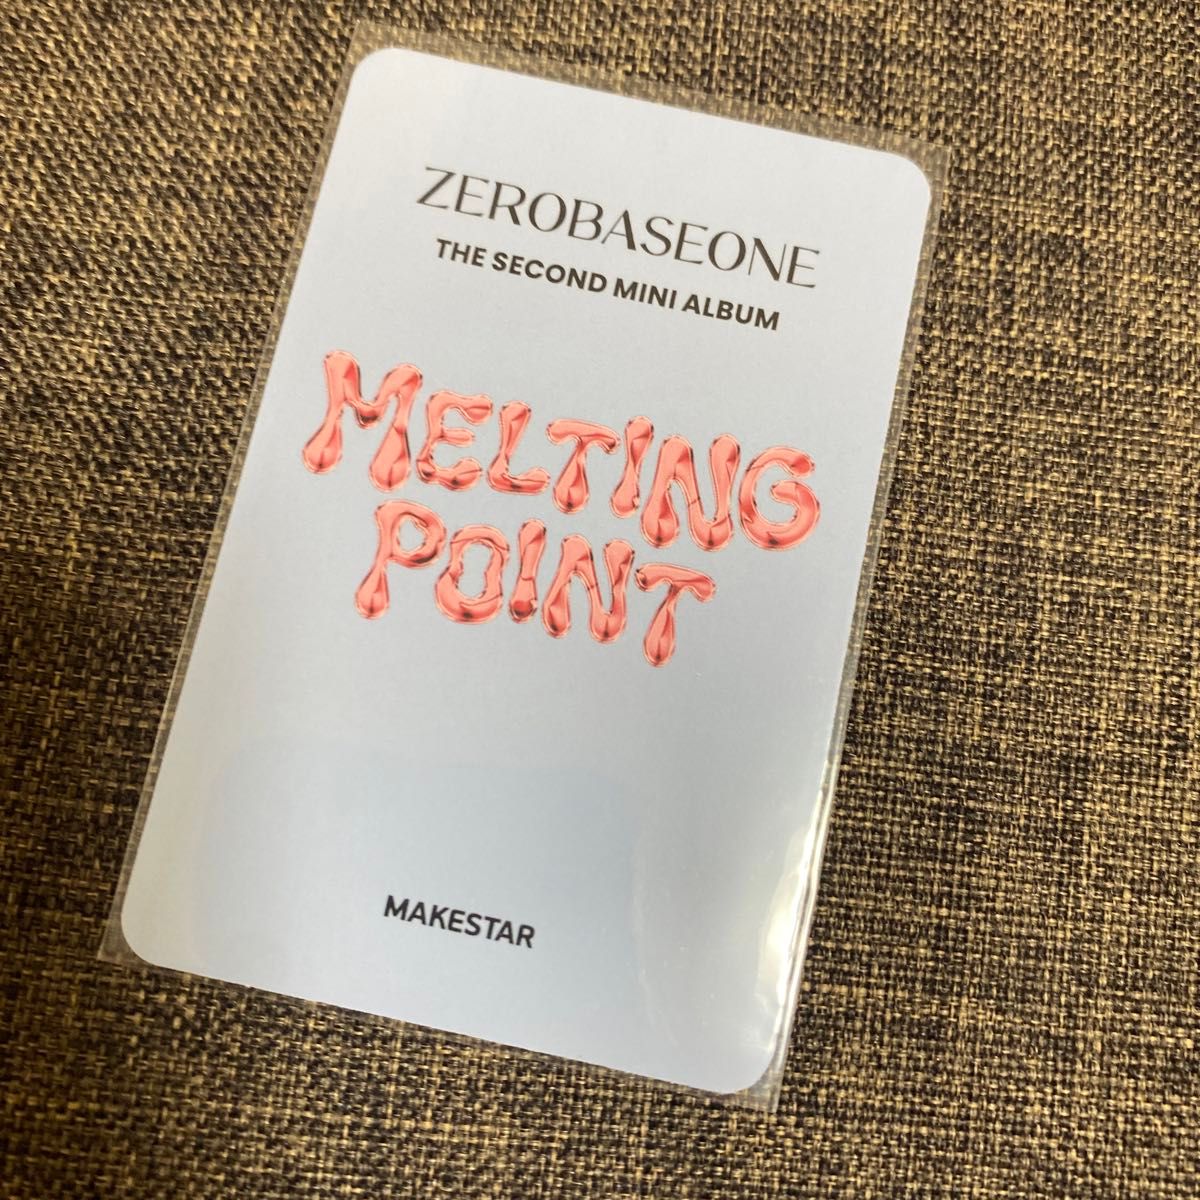 ZEROBASEONE
THE SECOND MINI ALBUM
MELTING
POINT
MAKESTAR